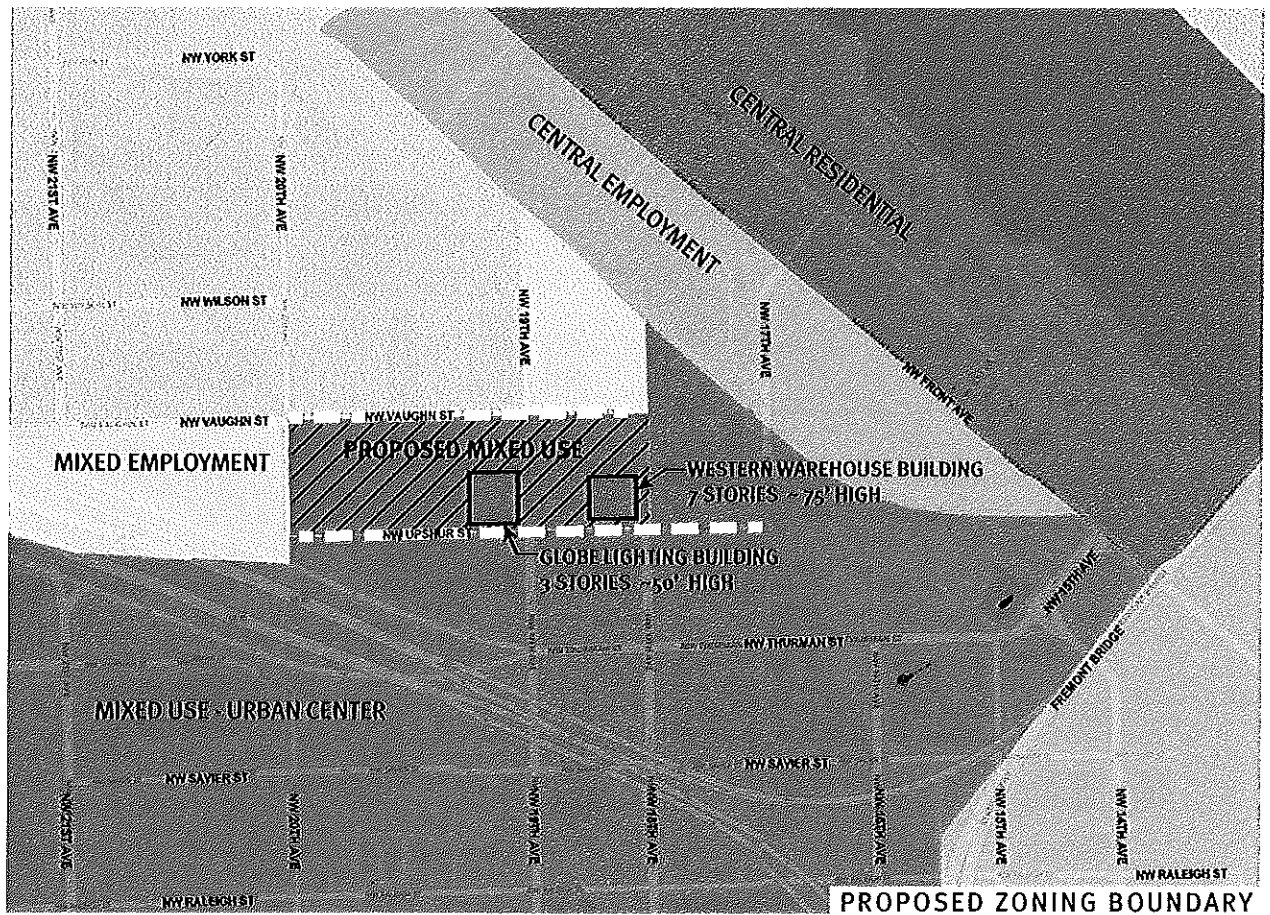 NW YORK ST
CENTRAL RESIDENTIAL
CENTRAL EMPLOYMENT
NW 21ST AVE
NW 20TH AVE
NW WILSON ST
NW 19TH AVE
NW 17TH AVE
NW FRONT AVE
NW VAUGHN ST
NW VAUGHN ST
MIXED EMPLOYMENT
PROPOSED MIXED USE
WESTERN WAREHOUSE BUILDING
7 STORIES ~ 75' HIGH
NW UPSHUR ST
GLOBE LIGHTING BUILDING
3 STORIES ~50' HIGH
NW 15TH AVE
NW THURMAN ST
FREMONT BRIDGE
MIXED USE - URBAN CENTER
NW SAVIER ST
NW SAVIER ST
NW 21ST AVE
NW 20TH AVE
NW 19TH AVE
NW 18TH AVE
NW 16TH AVE
NW 15TH AVE
NW 14TH AVE
NW RALEIGH ST
NW RALEIGH ST
PROPOSED ZONING BOUNDARY